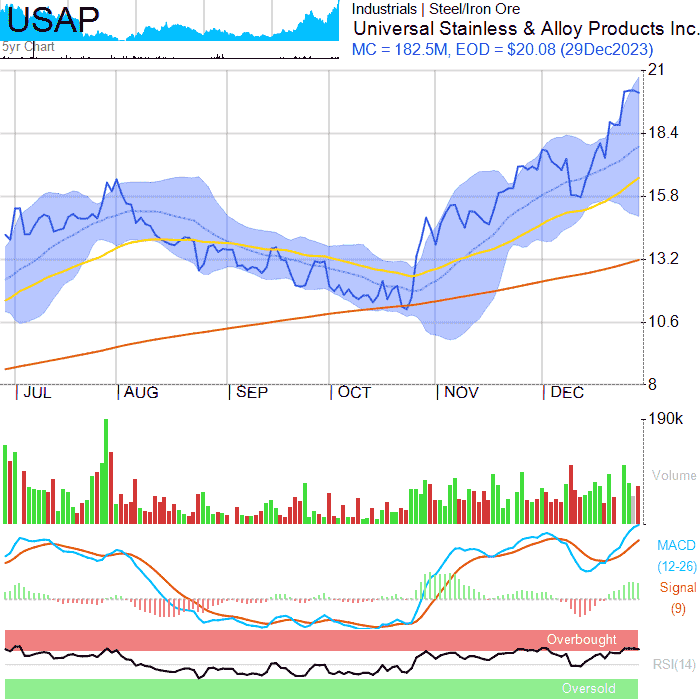 USAP
Industrials | Steel/Iron Ore
Universal Stainless & Alloy Products Inc.
MC = 182.5M, EOD = $20.08 (29Dec2023)
5yr Chart
21
18.4
15.8
13.2
10.6
8
JUL AUG SEP OCT NOV DEC
190k
Volume
MACD
(12-26)
Signal
(9)
Overbought
RSI(14)
Oversold